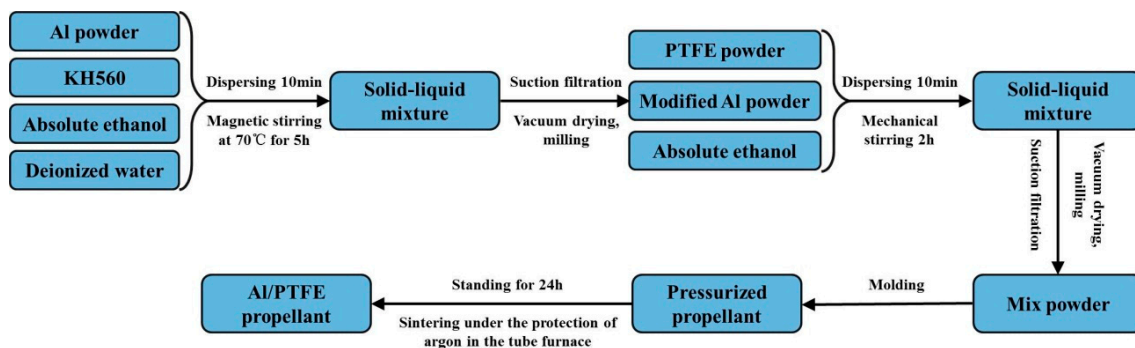 Al powder
KH560
Absolute ethanol
Deionized water
Dispersing 10min
Magnetic stirring
at 70℃ for 5h
Solid-liquid
mixture
Suction filtration
Vacuum drying,
milling
PTFE powder
Modified Al powder
Absolute ethanol
Dispersing 10min
Mechanical
stirring 2h
Solid-liquid
mixture
Suction filtration
Vacuum drying,
milling
Mix powder
Molding
Pressurized
propellant
Standing for 24h
Sintering under the protection of
argon in the tube furnace
Al/PTFE
propellant